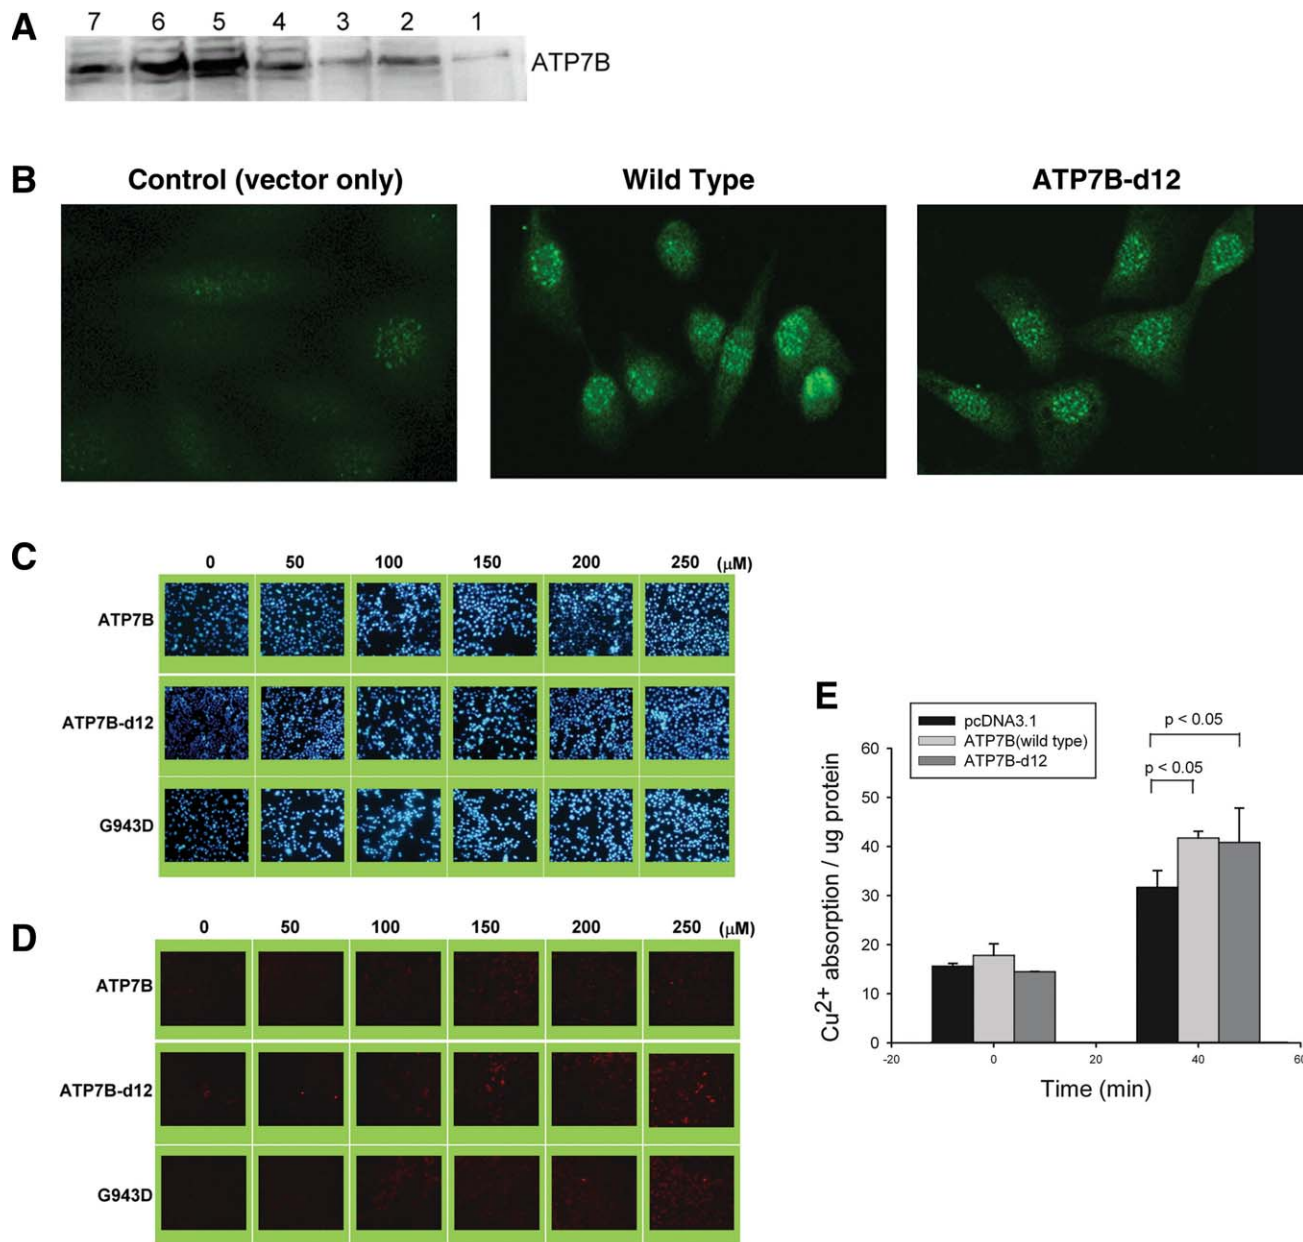 A
7 6 5 4 3 2 1
ATP7B
B
Control (vector only)
Wild Type
ATP7B-d12
C
0 50 100 150 200 250 (μM)
ATP7B
ATP7B-d12
G943D
D
0 50 100 150 200 250 (μM)
ATP7B
ATP7B-d12
G943D
E
pcDNA3.1
ATP7B(wild type)
ATP7B-d12
p < 0.05
p < 0.05
60
50
40
30
20
10
0
Cu2+ absorption / ug protein
-20 0 20 40 60
Time (min)